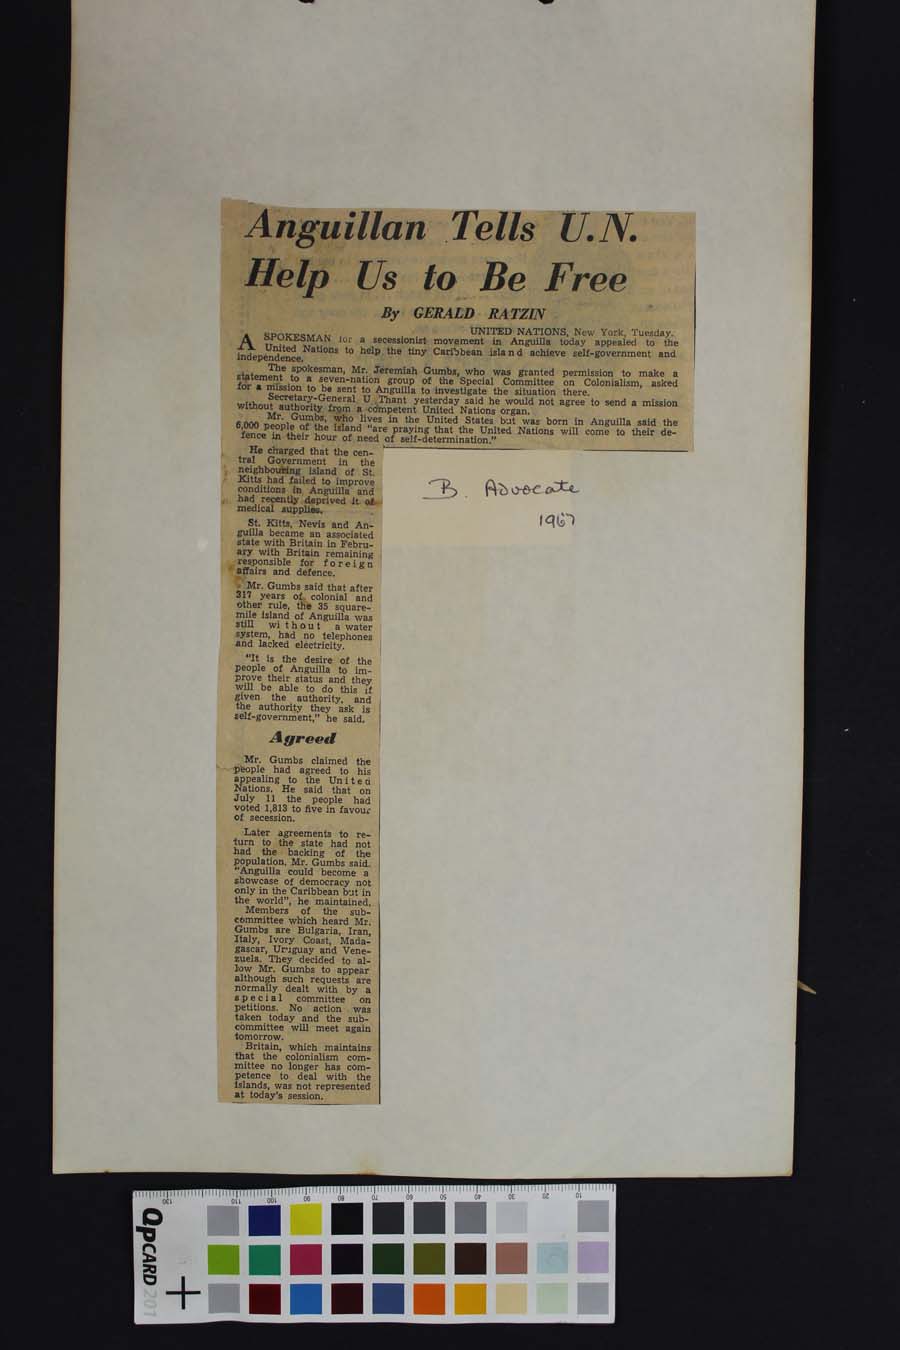 Anguillan Tells U.N.
Help Us to Be Free
By GERALD RATZIN
UNITED NATIONS, New York, Tuesday.
A SPOKESMAN for a secessionist movement in Anguilla today appealed to the
United Nations to help the tiny Caribbean island achieve self-government and
independence.
The spokesman, Mr. Jeremiah Gumbs, who was granted permission to make a
statement to a seven-nation group of the Special Committee on Colonialism, asked
for a mission to be sent to Anguilla to investigate the situation there.
Secretary-General U Thant yesterday said he would not agree to send a mission
without authority from a competent United Nations organ.
Mr. Gumbs, who lives in the United States but was born in Anguilla said the
6,000 people of the island "are praying that the United Nations will come to their de-
fence in their hour of need of self-determination."
He charged that the cen-
tral Government in the
neighbouring island of St.
Kitts had failed to improve
conditions in Anguilla and
had recently deprived it of
medical supplies.
St. Kitts, Nevis and An-
guilla became an associated
state with Britain in Febru-
ary with Britain remaining
responsible for foreign
affairs and defence.
Mr. Gumbs said that after
317 years of colonial and
other rule, the 35 square-
mile island of Anguilla was
still without a water
system, had no telephones
and lacked electricity.
"It is the desire of the
people of Anguilla to im-
prove their status and they
will be able to do this if
given the authority, and
the authority they ask is
self-government," he said.
Agreed
Mr. Gumbs claimed the
people had agreed to his
appealing to the United
Nations. He said that on
July 11 the people had
voted 1,813 to five in favour
of secession.
Later agreements to re-
turn to the state had not
had the backing of the
population, Mr. Gumbs said.
"Anguilla could become a
showcase of democracy not
only in the Caribbean but in
the world", he maintained.
Members of the sub-
committee which heard Mr.
Gumbs are Bulgaria, Iran,
Italy, Ivory Coast, Mada-
gascar, Uruguay and Vene-
zuela. They decided to al-
low Mr. Gumbs to appear
although such requests are
normally dealt with by a
special committee on
petitions. No action was
taken today and the sub-
committee will meet again
tomorrow.
Britain, which maintains
that the colonialism com-
mittee no longer has com-
petence to deal with the
islands, was not represented
at today's session.
B. Advocate
1967
130 110 100 90 80 70 60 50 40 30 20 10
QPCARD 201